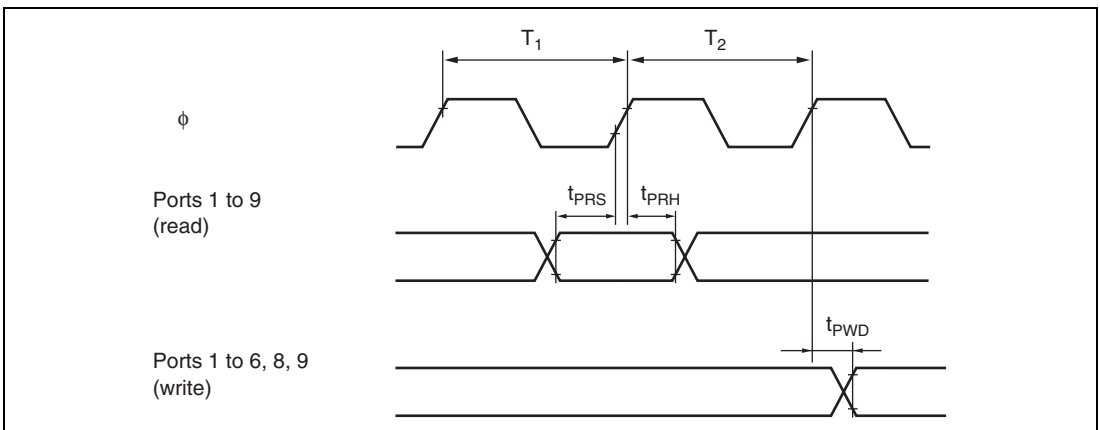 T1 T2
ϕ
Ports 1 to 9
(read)
tPRS tPRH
Ports 1 to 6, 8, 9
(write)
tPWD